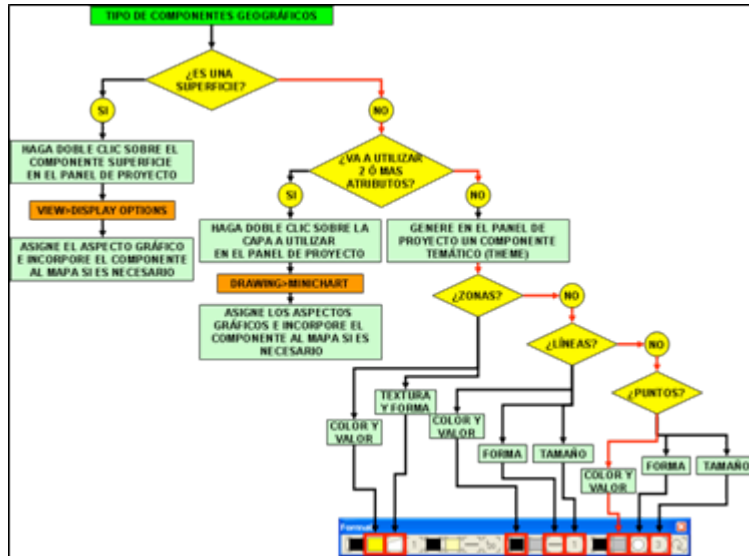 TIPO DE COMPONENTES GEOGRÁFICOS
¿ES UNA
SUPERFICIE?
SI
NO
HAGA DOBLE CLIC SOBRE EL
COMPONENTE SUPERFICIE
EN EL PANEL DE PROYECTO
¿VA A UTILIZAR
2 Ó MAS
ATRIBUTOS?
SI
NO
VIEW>DISPLAY OPTIONS
HAGA DOBLE CLIC SOBRE LA
CAPA A UTILIZAR
EN EL PANEL DE PROYECTO
GENERE EN EL PANEL DE
PROYECTO UN COMPONENTE
TEMÁTICO (THEME)
ASIGNE EL ASPECTO GRÁFICO
E INCORPORE EL COMPONENTE
AL MAPA SI ES NECESARIO
DRAWING>MINICHART
¿ZONAS?
NO
ASIGNE LOS ASPECTOS
GRÁFICOS E INCORPORE EL
COMPONENTE AL MAPA SI ES
NECESARIO
¿LÍNEAS?
NO
¿PUNTOS?
TEXTURA
Y FORMA
COLOR Y
VALOR
COLOR Y
VALOR
FORMA
TAMAÑO
COLOR Y
VALOR
FORMA
TAMAÑO
Format
1
1
3